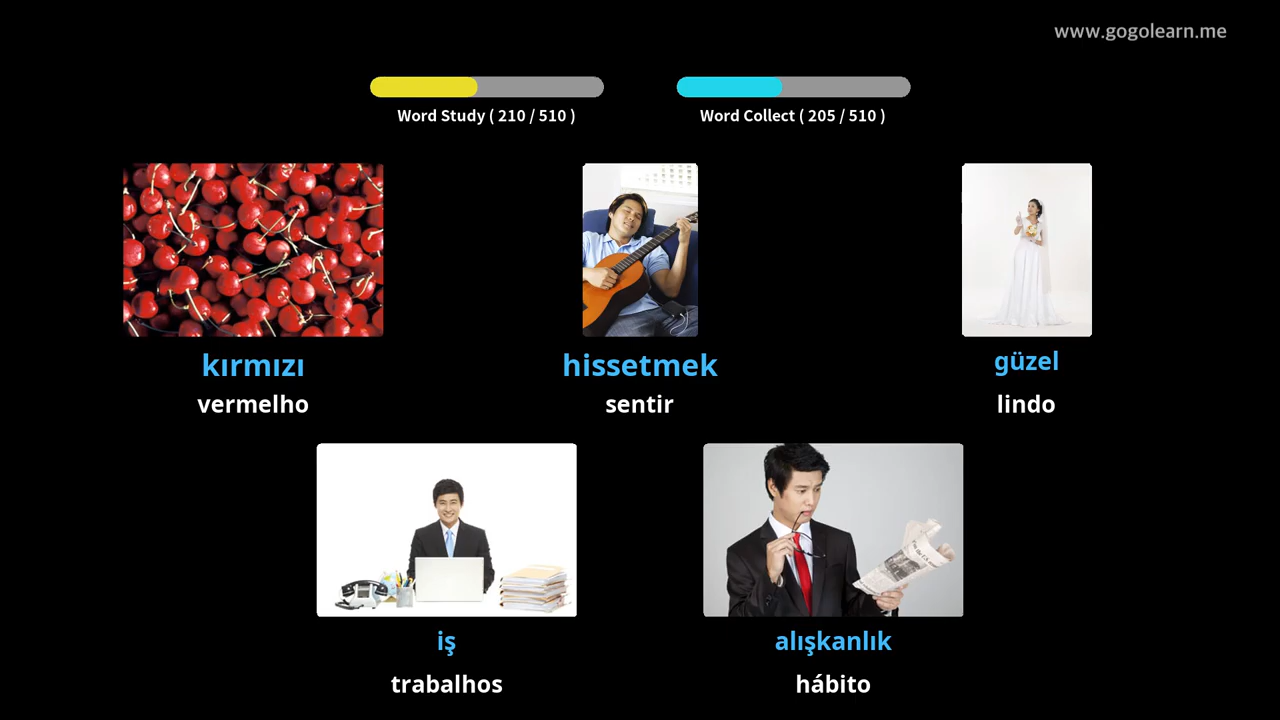 www.gogolearn.me
Word Study ( 210 / 510 )
Word Collect ( 205 / 510 )
kırmızı
vermelho
hissetmek
sentir
güzel
lindo
iş
trabalhos
alışkanlık
hábito